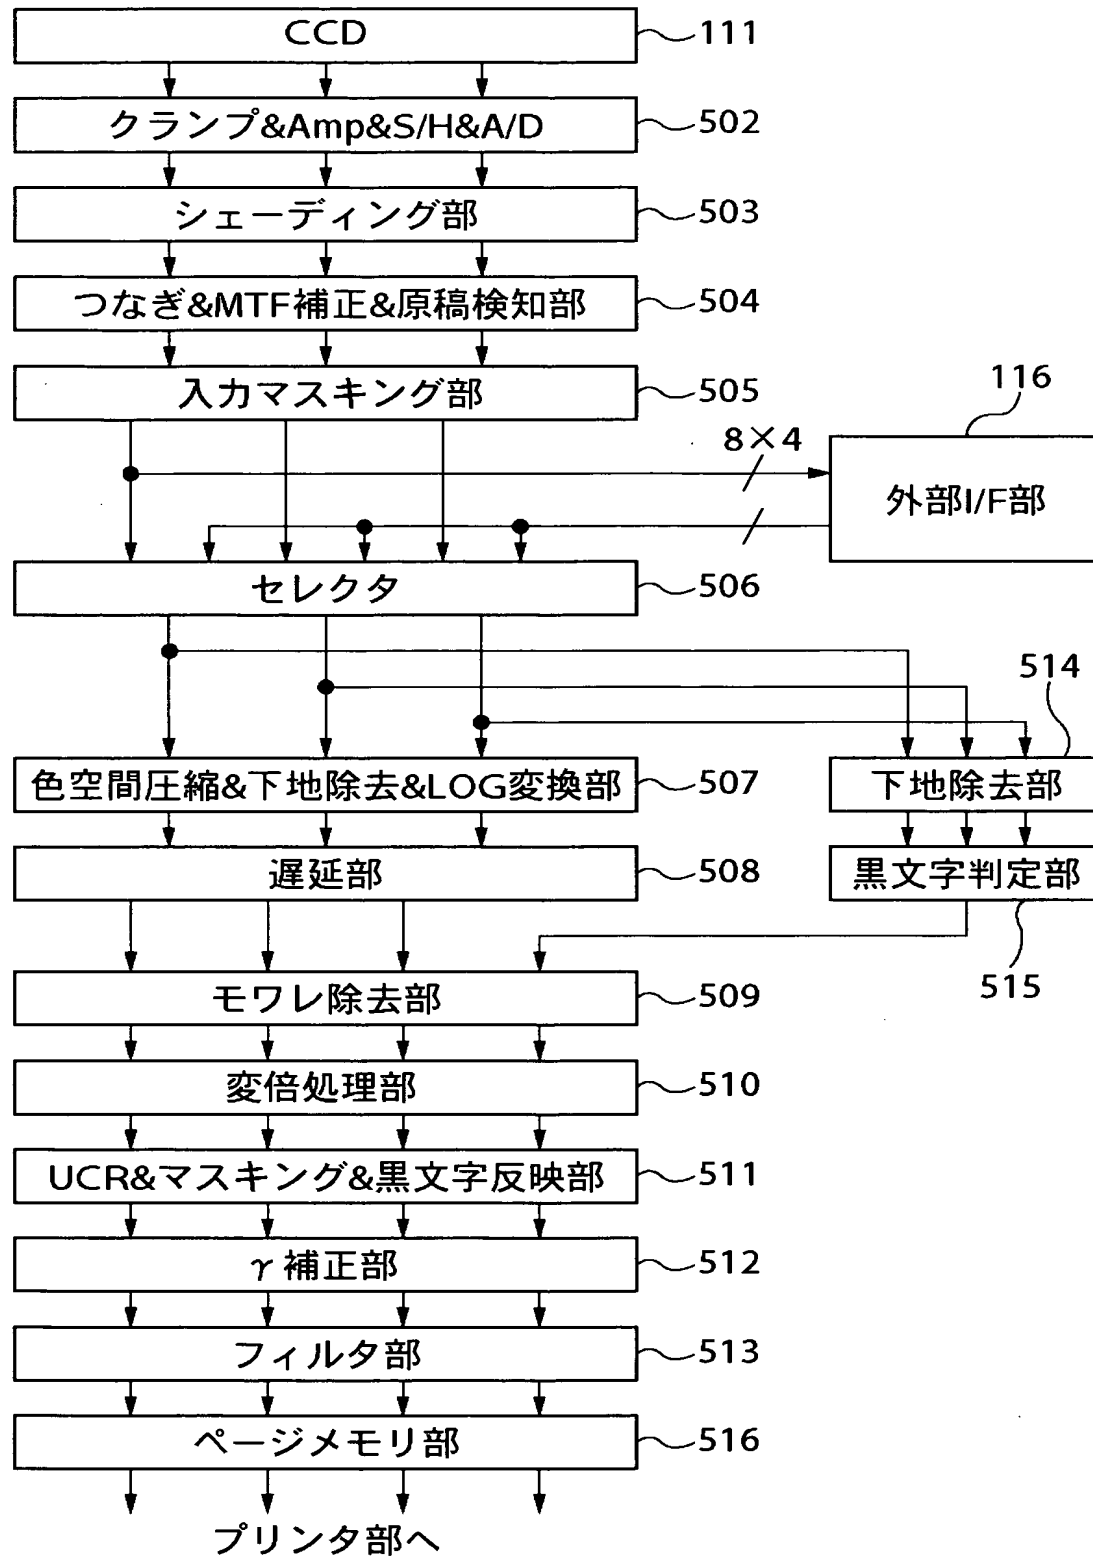 CCD 111
クランプ&Amp&S/H&A/D 502
シェーディング部 503
つなぎ&MTF補正&原稿検知部 504
入力マスキング部 505
116
8×4
外部I/F部
セレクタ 506
514
色空間圧縮&下地除去&LOG変換部 507
下地除去部
遅延部 508
黒文字判定部
515
モワレ除去部 509
変倍処理部 510
UCR&マスキング&黒文字反映部 511
γ補正部 512
フィルタ部 513
ページメモリ部 516
プリンタ部へ